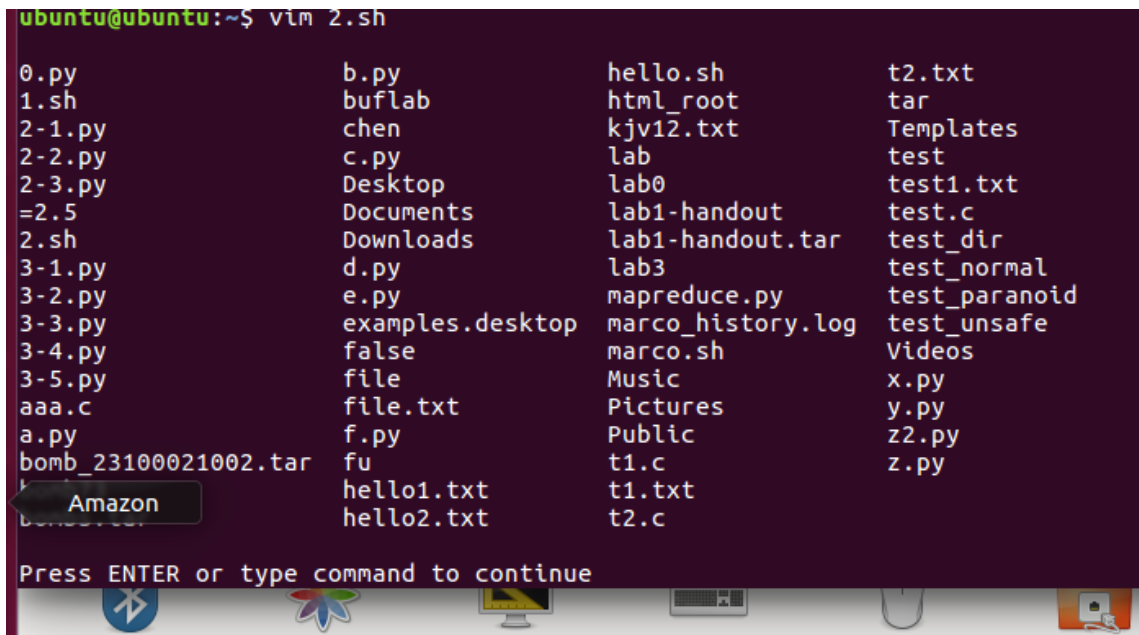 ubuntu@ubuntu:~$ vim 2.sh
0.py b.py hello.sh t2.txt
1.sh buflab html_root tar
2-1.py chen kjv12.txt Templates
2-2.py c.py lab test
2-3.py Desktop lab0 test1.txt
=2.5 Documents lab1-handout test.c
2.sh Downloads lab1-handout.tar test_dir
3-1.py d.py lab3 test_normal
3-2.py e.py mapreduce.py test_paranoid
3-3.py examples.desktop marco_history.log test_unsafe
3-4.py false marco.sh Videos
3-5.py file Music x.py
aaa.c file.txt Pictures y.py
a.py f.py Public z2.py
bomb_23100021002.tar fu t1.c z.py
hello1.txt t1.txt
Amazon
hello2.txt t2.c
Press ENTER or type command to continue